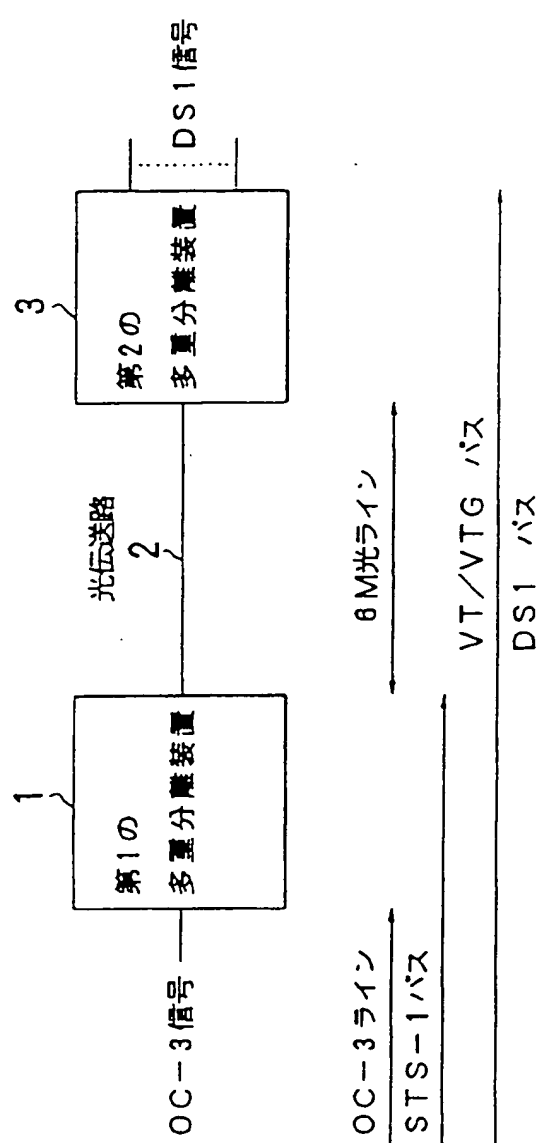 OC-3信号
1
第1の
多重分離装置
光伝送路
2
3
第2の
多重分離装置
DS1信号
OC-3ライン
6M光ライン
STS-1パス
VT/VTG パス
DS1 パス